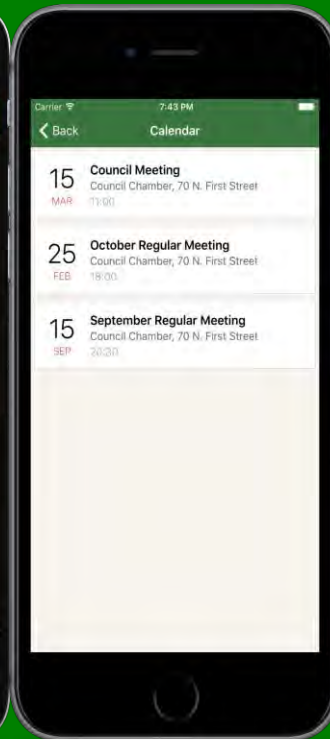 Carrier 7:43 PM
Back Calendar
15 Council Meeting
MAR Council Chamber, 70 N. First Street
11:00
25 October Regular Meeting
FEB Council Chamber, 70 N. First Street
18:00
15 September Regular Meeting
SEP Council Chamber, 70 N. First Street
20:30